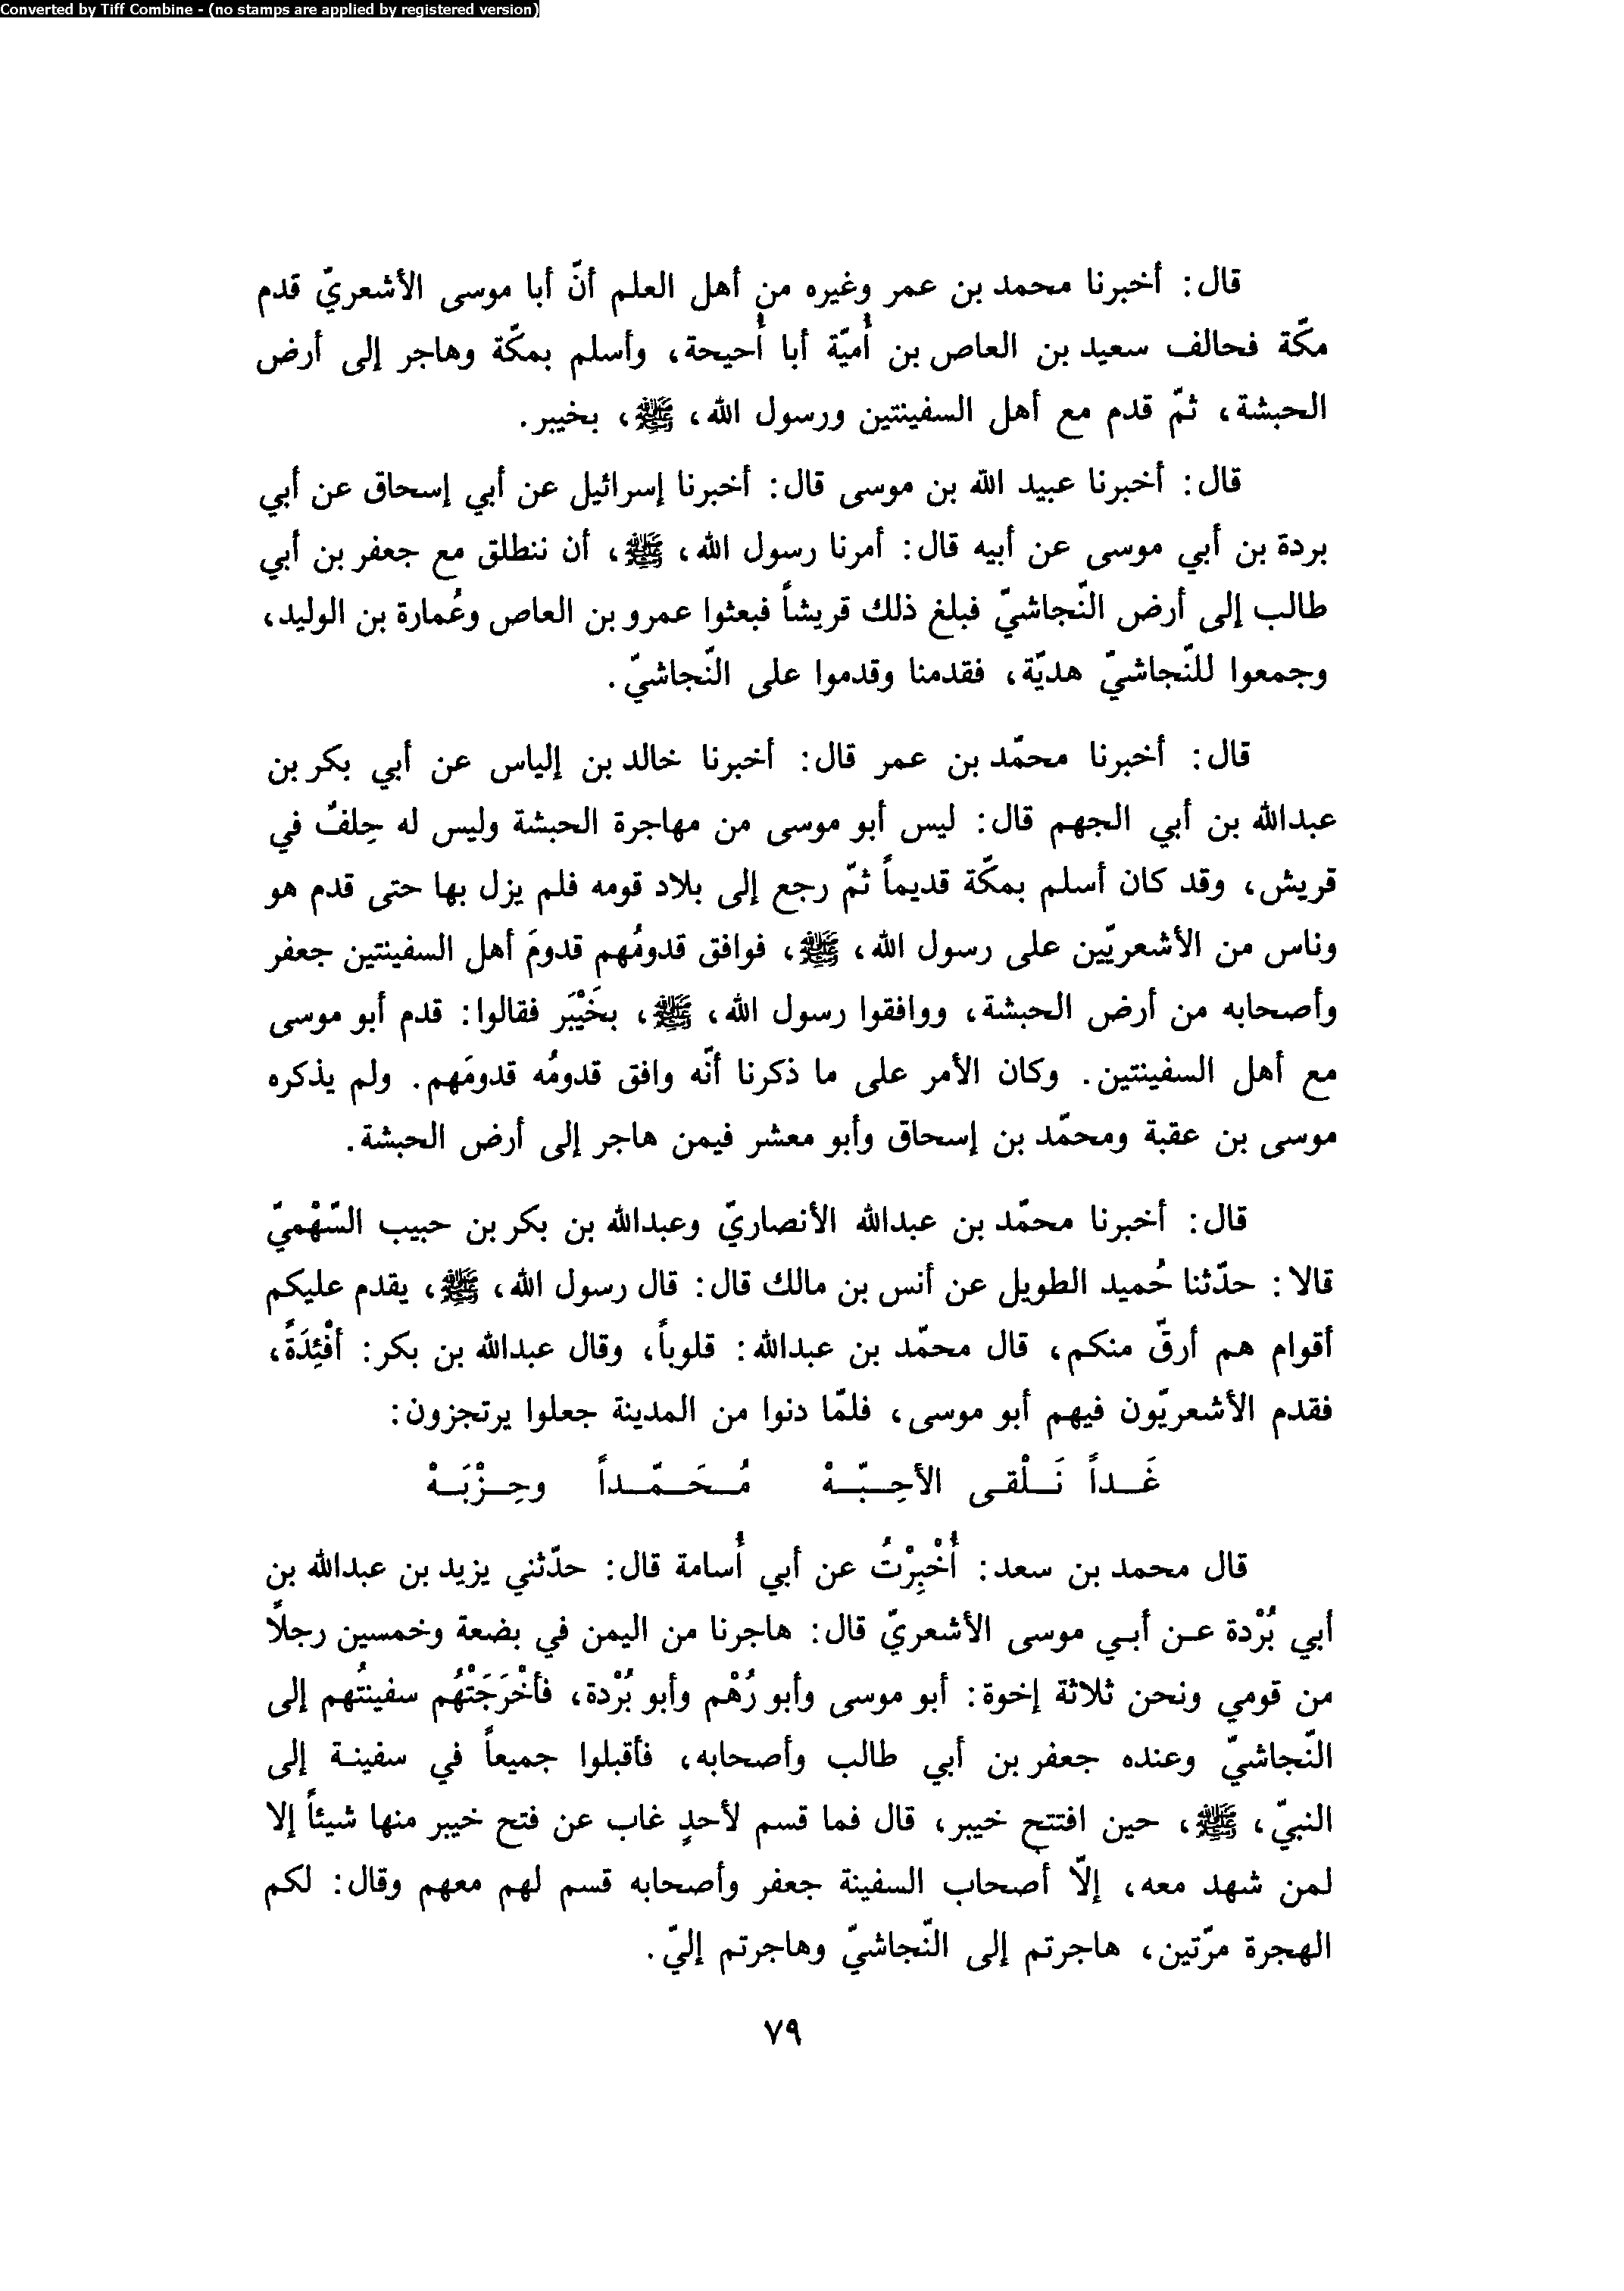 Converted by Tiff Combine - (no stamps are applied by registered version)
قال: أخبرنا محمد بن عمر وغيره من أهل العلم أنّ أبا موسى الأشعريّ قدم
مكّة فحالف سعيد بن العاص بن أُميّة أبا أُحيحة، وأسلم بمكّة وهاجر إلى أرض
الحبشة، ثمّ قدم مع أهل السفينتين ورسول الله، ﷺ، بخيبر.
قال: أخبرنا عبيد الله بن موسى قال: أخبرنا إسرائيل عن أبي إسحاق عن أبي
بردة بن أبي موسى عن أبيه قال: أمرنا رسول الله، ﷺ، أن ننطلق مع جعفر بن أبي
طالب إلى أرض النّجاشيّ فبلغ ذلك قريشاً فبعثوا عمرو بن العاص وعُمارة بن الوليد،
وجمعوا للنّجاشيّ هديّة، فقدمنا وقدموا على النّجاشيّ.
قال: أخبرنا محمّد بن عمر قال: أخبرنا خالد بن إلياس عن أبي بكر بن
عبدالله بن أبي الجهم قال: ليس أبو موسى من مهاجرة الحبشة وليس له حِلفٌ في
قريش، وقد كان أسلم بمكّة قديماً ثمّ رجع إلى بلاد قومه فلم يزل بها حتى قدم هو
وناس من الأشعريّين على رسول الله، ﷺ، فوافق قدومُهم قدومَ أهل السفينتين جعفر
وأصحابه من أرض الحبشة، ووافقوا رسول الله، ﷺ، بخَيْبَر فقالوا: قدم أبو موسى
مع أهل السفينتين. وكان الأمر على ما ذكرنا أنّه وافق قدومُه قدومَهم. ولم يذكره
موسى بن عقبة ومحمّد بن إسحاق وأبو معشر فيمن هاجر إلى أرض الحبشة.
قال: أخبرنا محمّد بن عبدالله الأنصاريّ وعبدالله بن بكر بن حبيب السّهْميّ
قالا: حدّثنا حُميد الطويل عن أنس بن مالك قال: قال رسول الله، ﷺ، يقدم عليكم
أقوام هم أرقّ منكم، قال محمّد بن عبدالله: قلوباً، وقال عبدالله بن بكر: أفْئِدَةً،
فقدم الأشعريّون فيهم أبو موسى، فلمّا دنوا من المدينة جعلوا يرتجزون:
غَـداً نَـلْقـى الأحِـبّـهْ مُـحَـمّـداً وحِـزْبَـهْ
قال محمد بن سعد: أُخْبِرْتُ عن أبي أُسامة قال: حدّثني يزيد بن عبدالله بن
أبي بُرْدة عـن أبـي موسى الأشعريّ قال: هاجرنا من اليمن في بضعة وخمسين رجلاً
من قومي ونحن ثلاثة إخوة: أبو موسى وأبو رُهْم وأبو بُرْدة، فأخْرَجَتْهُم سفينتُهم إلى
النّجاشيّ وعنده جعفر بن أبي طالب وأصحابه، فأقبلوا جميعاً في سفينـة إلى
النبيّ، ﷺ، حين افتتح خيبر، قال فما قسم لأحدٍ غاب عن فتح خيبر منها شيئاً إلا
لمن شهد معه، إلّا أصحاب السفينة جعفر وأصحابه قسم لهم معهم وقال: لكم
الهجرة مرّتين، هاجرتم إلى النّجاشيّ وهاجرتم إليّ.
٧٩